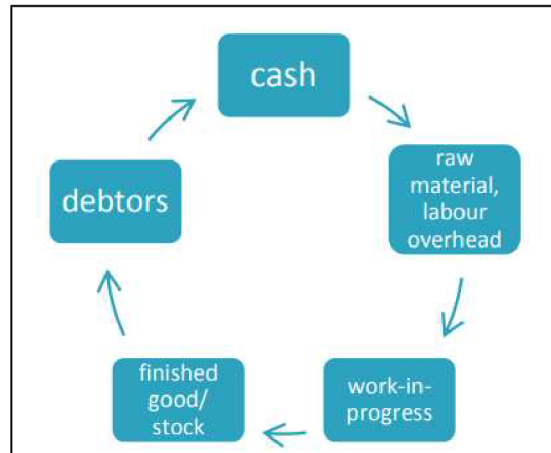 cash
raw
material,
labour
overhead
work-in-
progress
finished
good/
stock
debtors